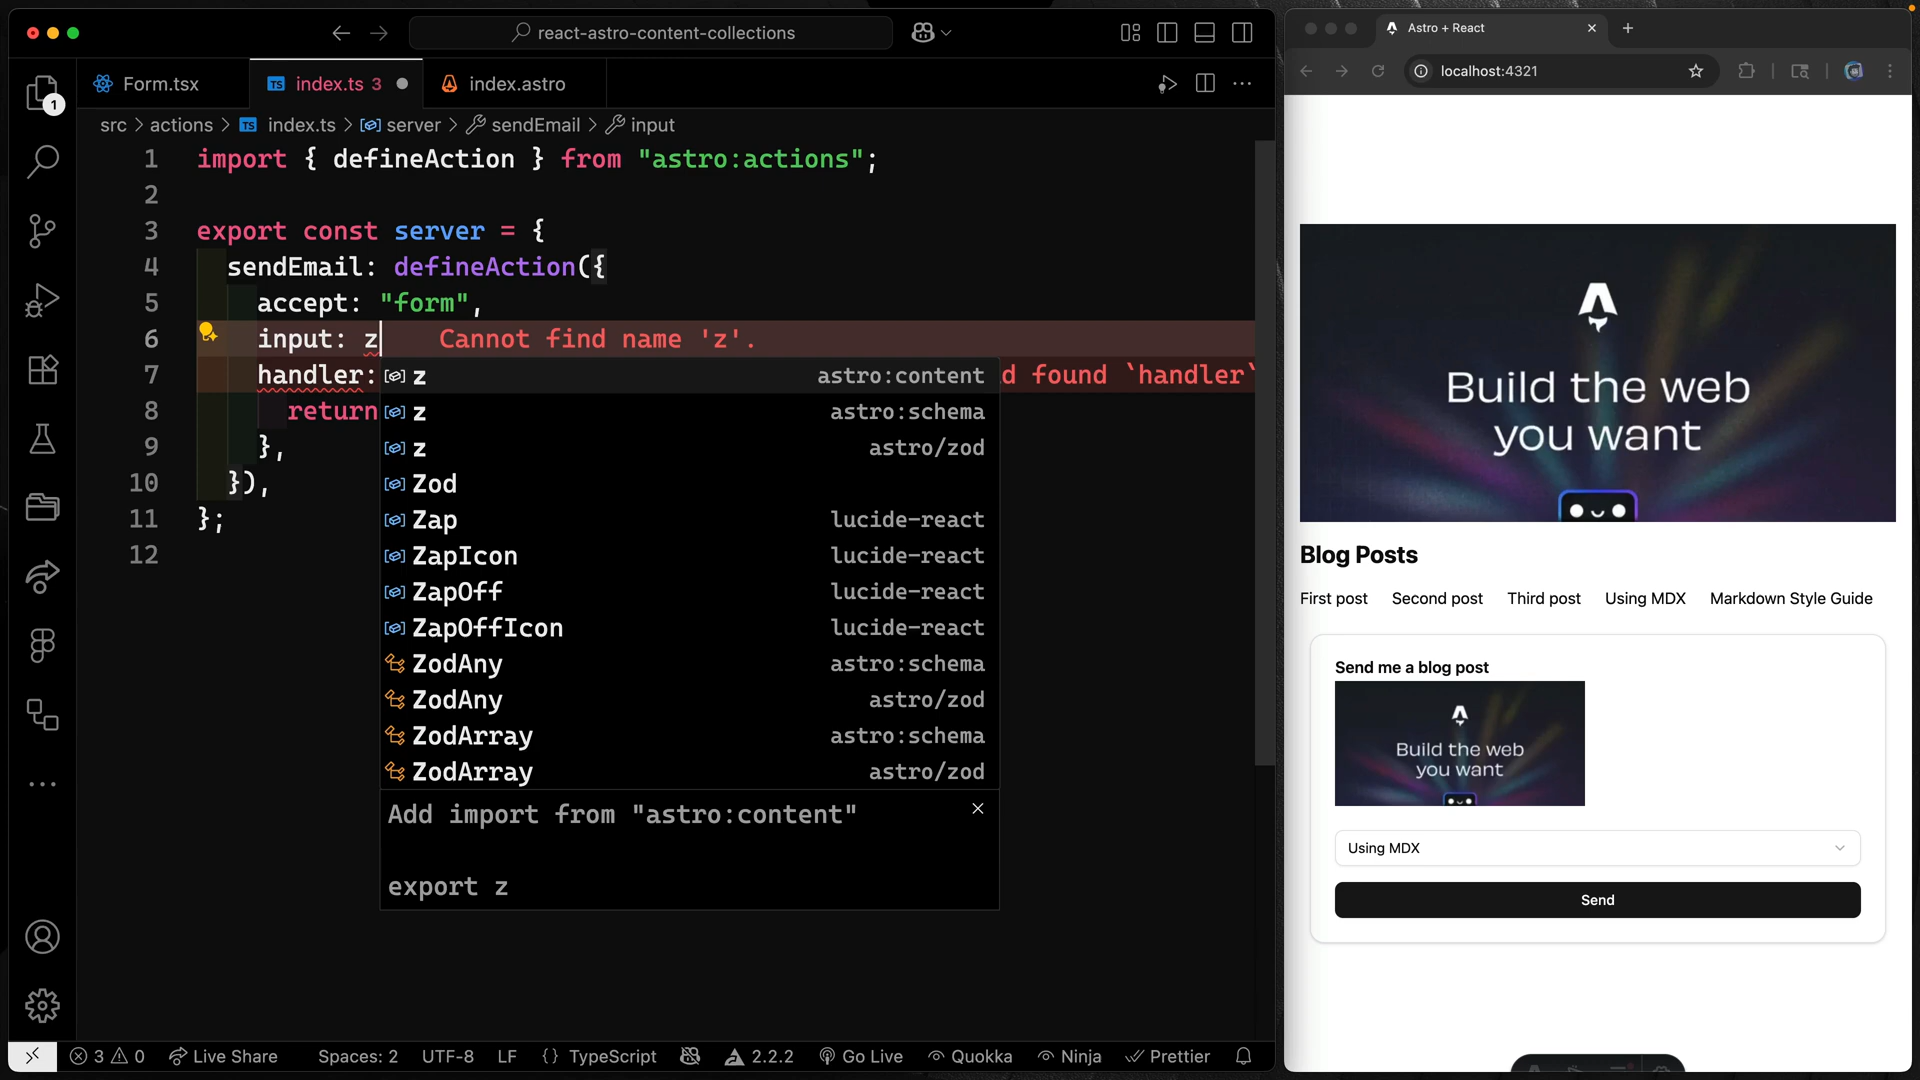 react-astro-content-collections
1
Form.tsx
TS index.ts 3
index.astro
src > actions > TS index.ts > server > sendEmail > input
1 import { defineAction } from "astro:actions";
2
3 export const server = {
4 sendEmail: defineAction({
5 accept: "form",
6 input: z Cannot find name 'z'.
7 handler: d found `handler`
8 return
9 },
10 }),
11 };
12
z astro:content
z astro:schema
z astro/zod
Zod
Zap lucide-react
ZapIcon lucide-react
ZapOff lucide-react
ZapOffIcon lucide-react
ZodAny astro:schema
ZodAny astro/zod
ZodArray astro:schema
ZodArray astro/zod
Add import from "astro:content"
export z
3 0 Live Share Spaces: 2 UTF-8 LF {} TypeScript 2.2.2 Go Live Quokka Ninja Prettier
Astro + React
localhost:4321
Build the web
you want
Blog Posts
First post Second post Third post Using MDX Markdown Style Guide
Send me a blog post
Build the web
you want
Using MDX
Send